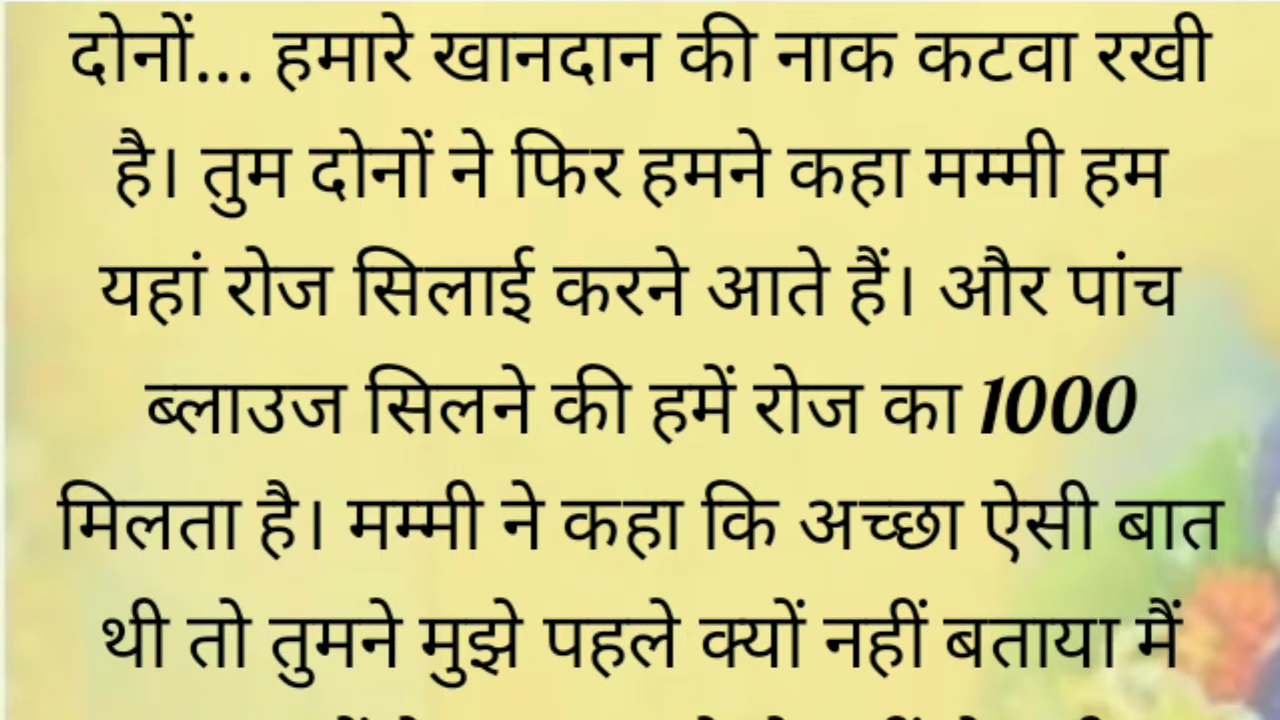 दोनों... हमारे खानदान की नाक कटवा रखी
है। तुम दोनों ने फिर हमने कहा मम्मी हम
यहां रोज सिलाई करने आते हैं। और पांच
ब्लाउज सिलने की हमें रोज का 1000
मिलता है। मम्मी ने कहा कि अच्छा ऐसी बात
थी तो तुमने मुझे पहले क्यों नहीं बताया मैं